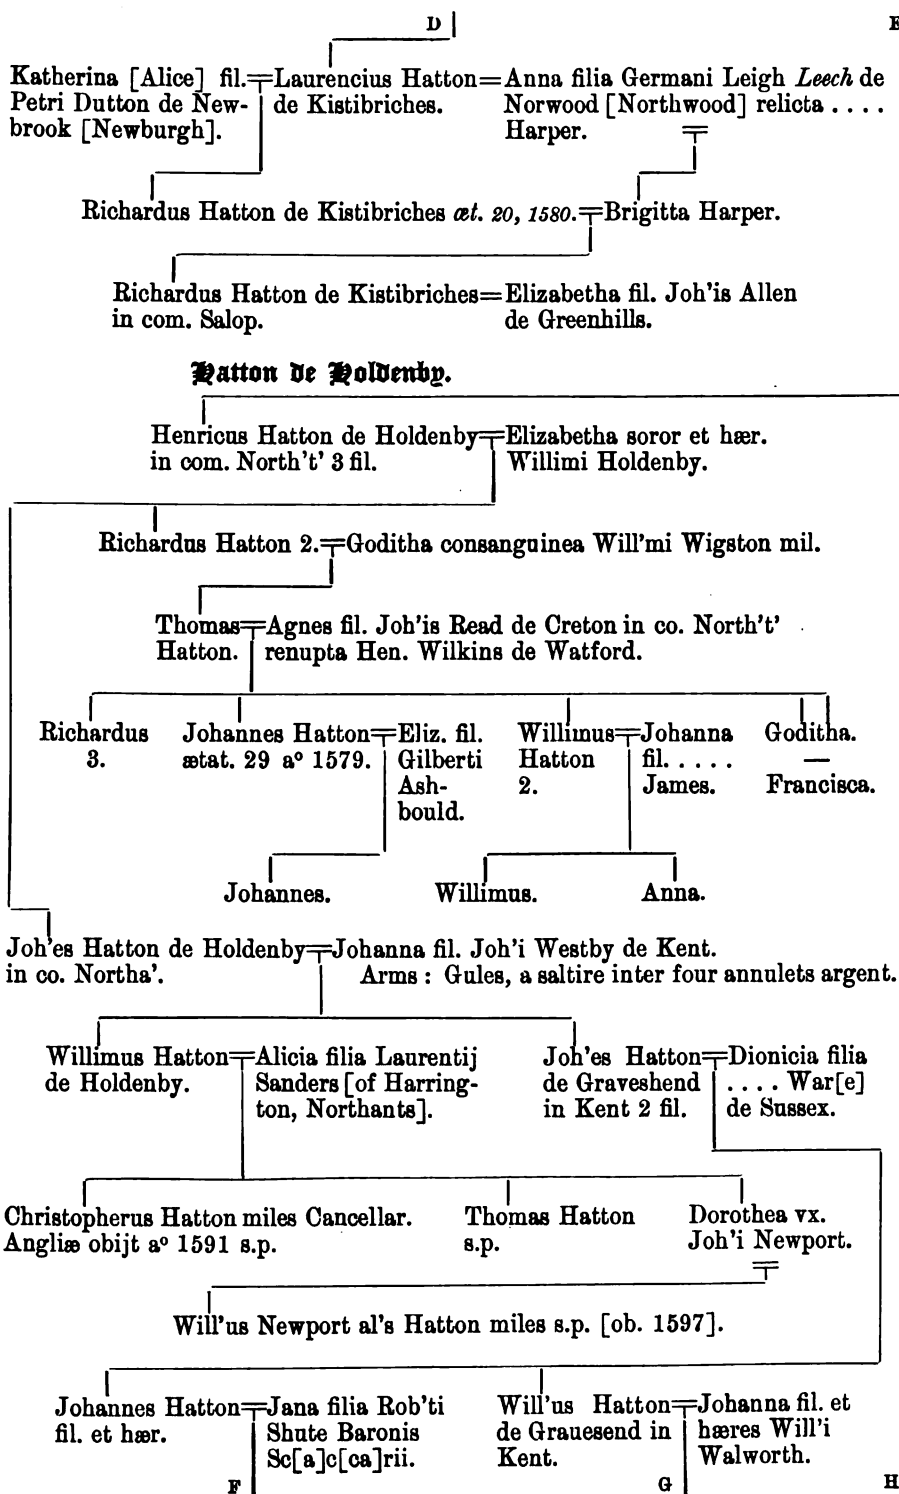 D E
Katherina [Alice] fil.=Laurencius Hatton=Anna filia Germani Leigh Leech de
Petri Dutton de New- de Kistibriches. Norwood [Northwood] relicta . . . .
brook [Newburgh]. Harper.
Richardus Hatton de Kistibriches æt. 20, 1580.=Brigitta Harper.
Richardus Hatton de Kistibriches=Elizabetha fil. Joh'is Allen
in com. Salop. de Greenhills.
Hatton de Holdenby.
Henricus Hatton de Holdenby=Elizabetha soror et hær.
in com. North't' 3 fil. Willimi Holdenby.
Richardus Hatton 2.=Goditha consanguinea Will'mi Wigston mil.
Thomas=Agnes fil. Joh'is Read de Creton in co. North't'
Hatton. renupta Hen. Wilkins de Watford.
Richardus Johannes Hatton=Eliz. fil. Willimus=Johanna Goditha.
3. ætat. 29 aº 1579. Gilberti Hatton fil. . . . . . —
Ash- 2. James. Francisca.
bould.
Johannes. Willimus. Anna.
Joh'es Hatton de Holdenby=Johanna fil. Joh'i Westby de Kent.
in co. Northa'. Arms : Gules, a saltire inter four annulets argent.
Willimus Hatton=Alicia filia Laurentij Joh'es Hatton=Dionicia filia
de Holdenby. Sanders [of Harring- de Graveshend . . . . War[e]
ton, Northants]. in Kent 2 fil. de Sussex.
Christopherus Hatton miles Cancellar. Thomas Hatton Dorothea vx.
Angliæ obijt aº 1591 s.p. s.p. Joh'i Newport.
Will'us Newport al's Hatton miles s.p. [ob. 1597].
Johannes Hatton=Jana filia Rob'ti Will'us Hatton=Johanna fil. et
fil. et hær. Shute Baronis de Grauesend in hæres Will'i
Sc[a]c[ca]rii. Kent. Walworth.
F G H